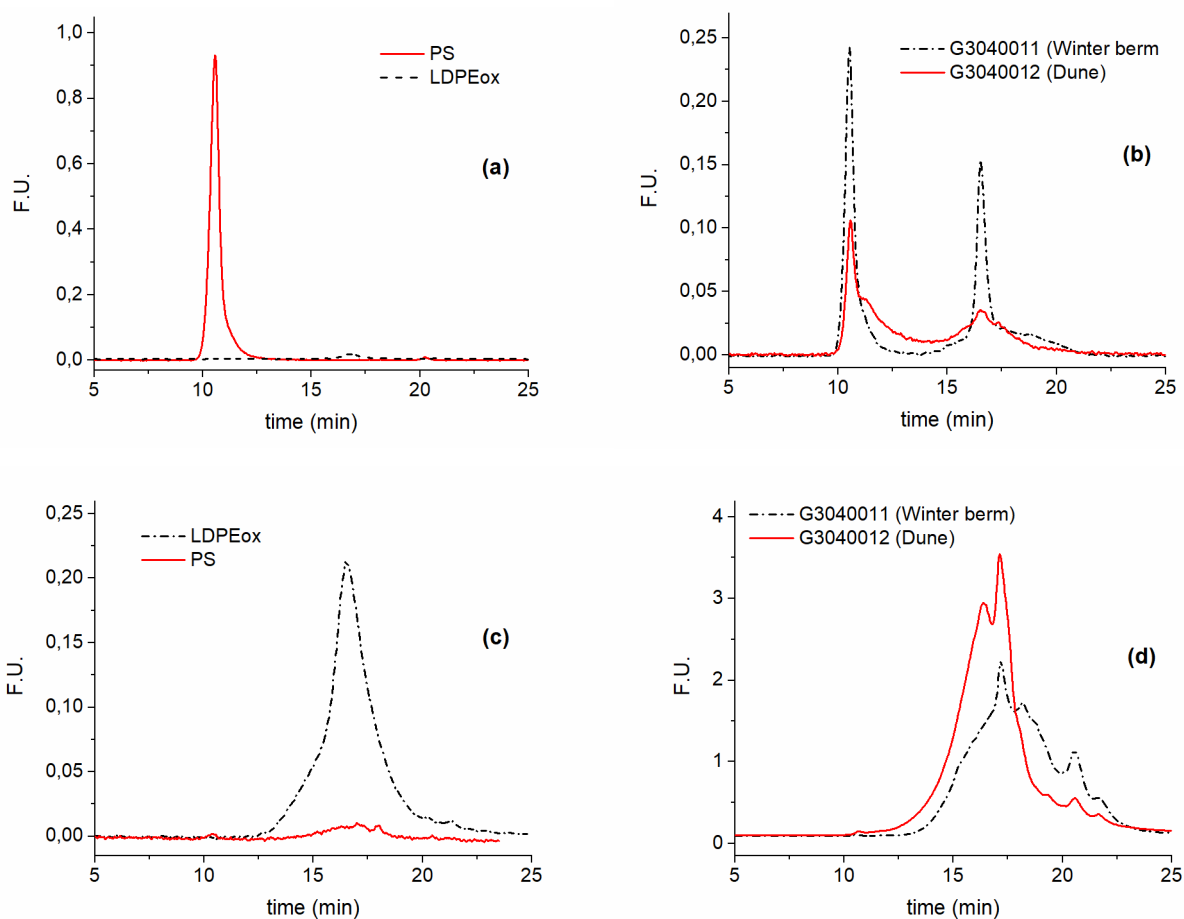 1,0
0,8
0,6
0,4
0,2
0,0
F.U.
PS
LDPEox
(a)
5 10 15 20 25
time (min)
0,25
0,20
0,15
0,10
0,05
0,00
F.U.
G3040011 (Winter berm
G3040012 (Dune)
(b)
5 10 15 20 25
time (min)
0,25
0,20
0,15
0,10
0,05
0,00
F.U.
LDPEox
PS
(c)
5 10 15 20 25
time (min)
4
3
2
1
0
F.U.
G3040011 (Winter berm)
G3040012 (Dune)
(d)
5 10 15 20 25
time (min)